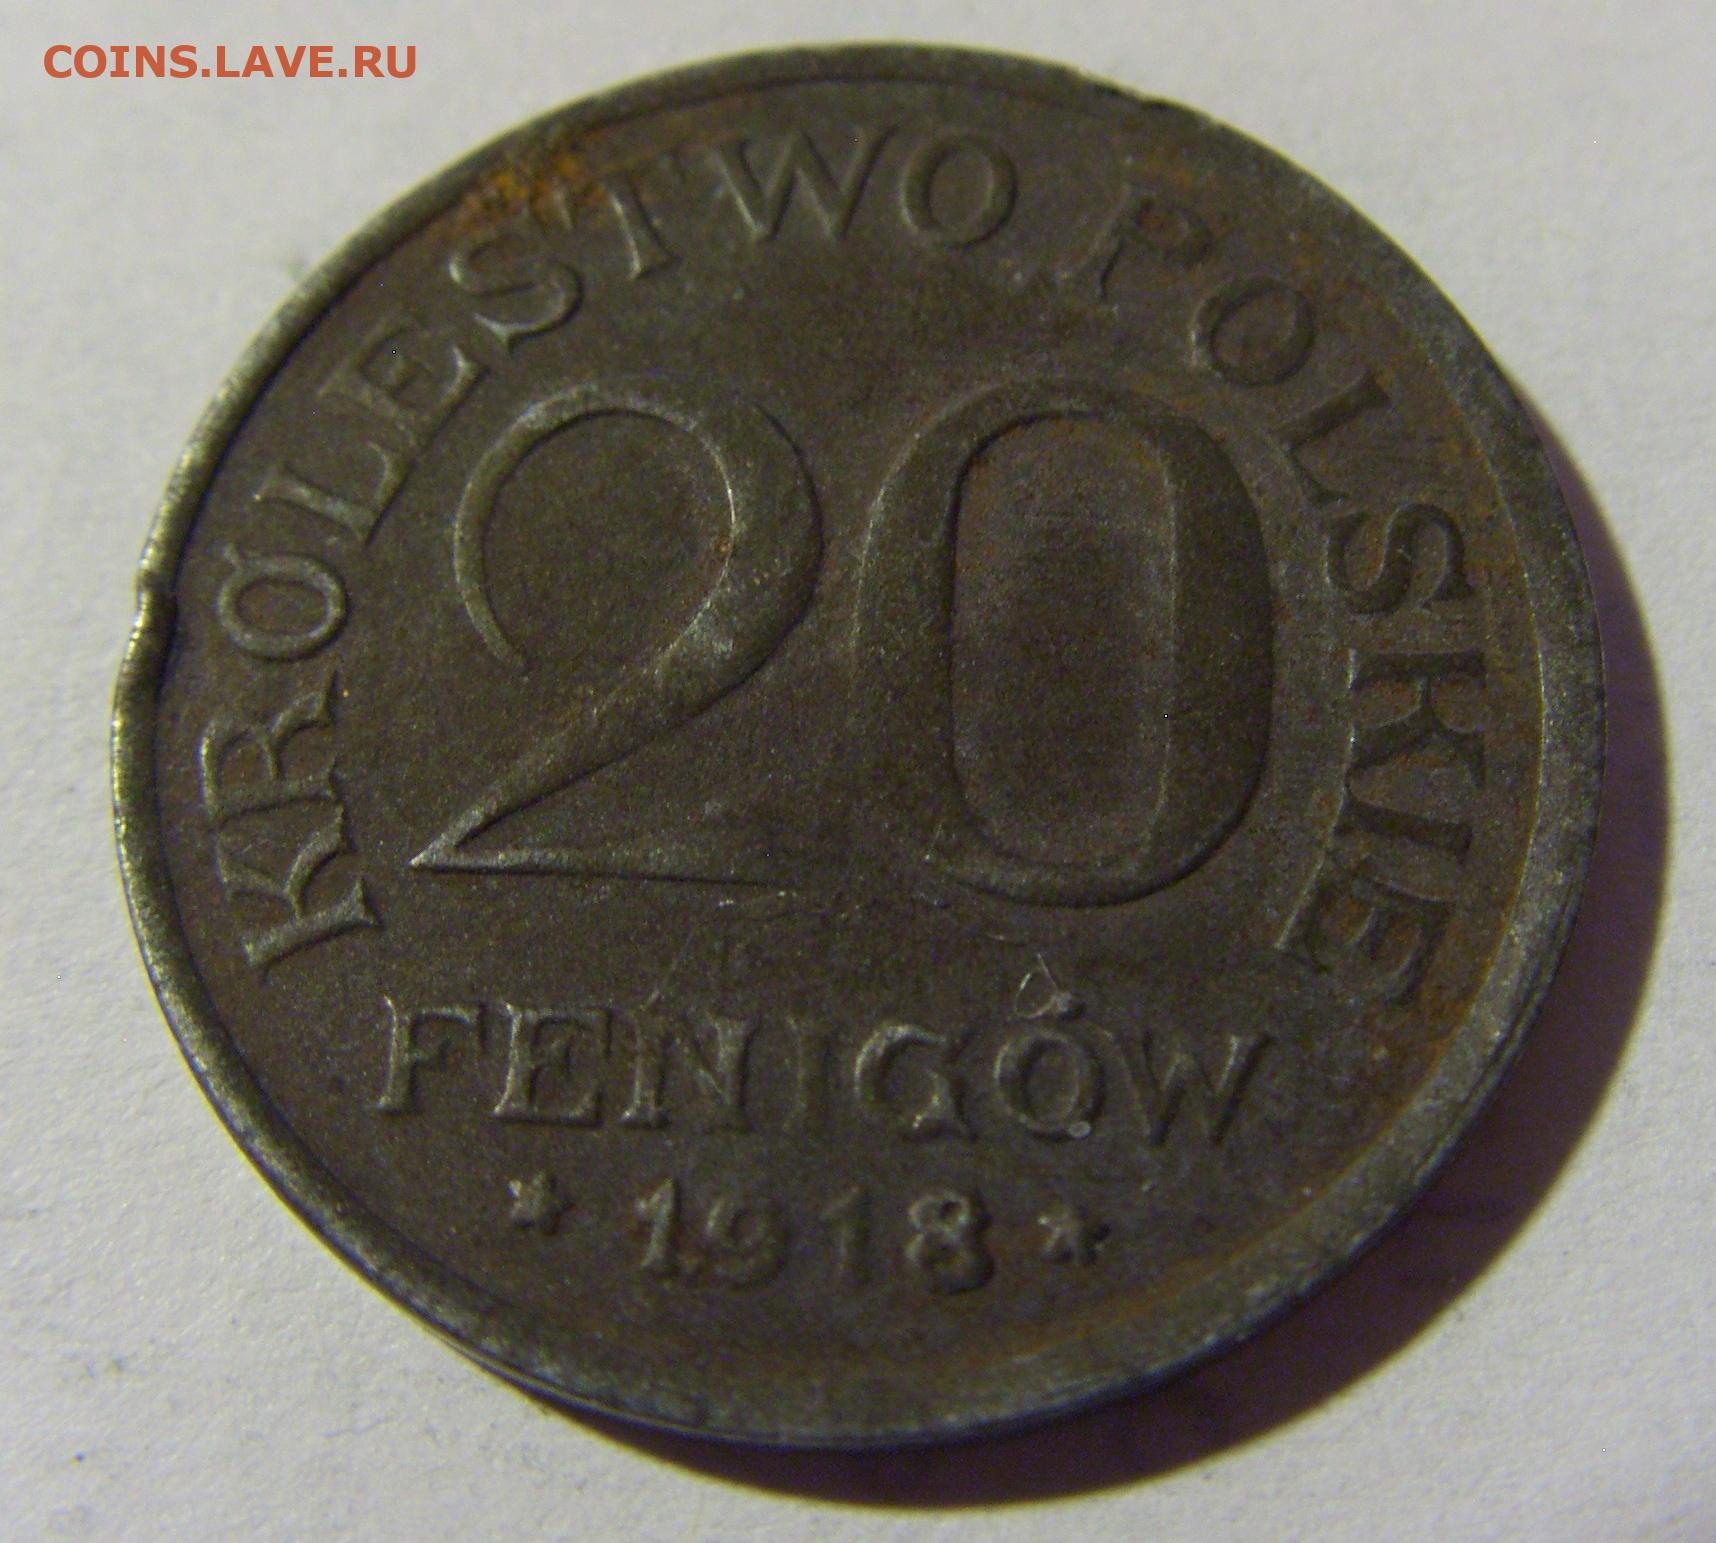 COINS.LAVE.RU
KRÓLESTWO POLSKIE
20
FENIGÓW
* 1918 *